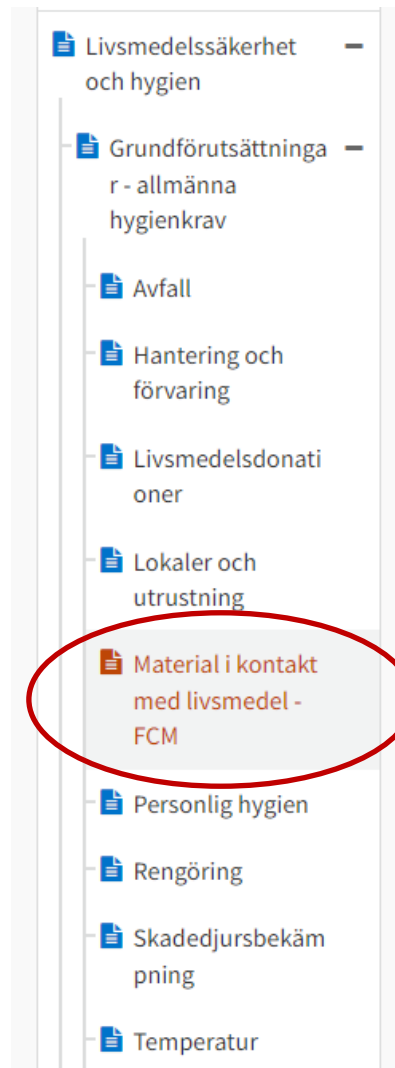 Livsmedelssäkerhet
och hygien
Grundförutsättninga
r - allmänna
hygienkrav
Avfall
Hantering och
förvaring
Livsmedelsdonati
oner
Lokaler och
utrustning
Material i kontakt
med livsmedel -
FCM
Personlig hygien
Rengöring
Skadedjursbekäm
pning
Temperatur